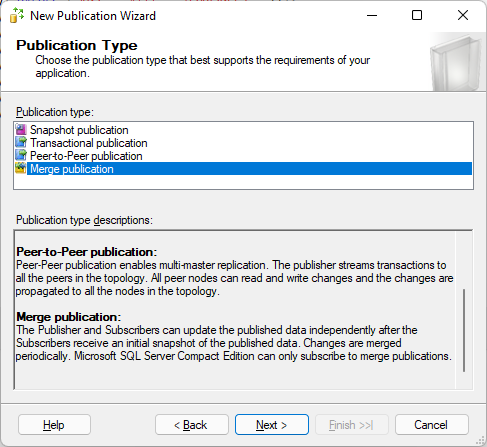 New Publication Wizard
Publication Type
Choose the publication type that best supports the requirements of your
application.
Publication type:
Snapshot publication
Transactional publication
Peer-to-Peer publication
Merge publication
Publication type descriptions:
Peer-to-Peer publication:
Peer-Peer publication enables multi-master replication. The publisher streams transactions to
all the peers in the topology. All peer nodes can read and write changes and the changes are
propagated to all the nodes in the topology.
Merge publication:
The Publisher and Subscribers can update the published data independently after the
Subscribers receive an initial snapshot of the published data. Changes are merged
periodically. Microsoft SQL Server Compact Edition can only subscribe to merge publications.
Help
< Back
Next >
Finish >>|
Cancel